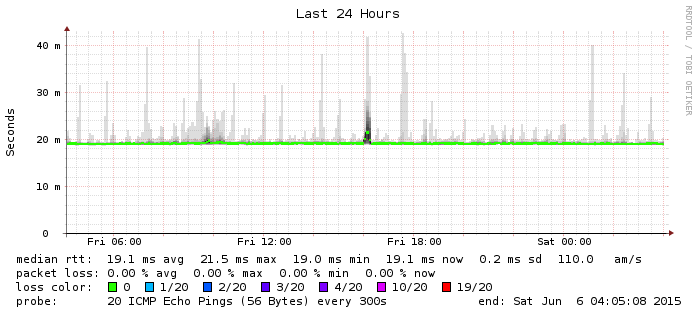 Last 24 Hours
RRDTOOL / TOBI OETIKER
Seconds
40 m
30 m
20 m
10 m
0
Fri 06:00 Fri 12:00 Fri 18:00 Sat 00:00
median rtt: 19.1 ms avg 21.5 ms max 19.0 ms min 19.1 ms now 0.2 ms sd 110.0 am/s
packet loss: 0.00 % avg 0.00 % max 0.00 % min 0.00 % now
loss color: 0 1/20 2/20 3/20 4/20 10/20 19/20
probe: 20 ICMP Echo Pings (56 Bytes) every 300s end: Sat Jun 6 04:05:08 2015